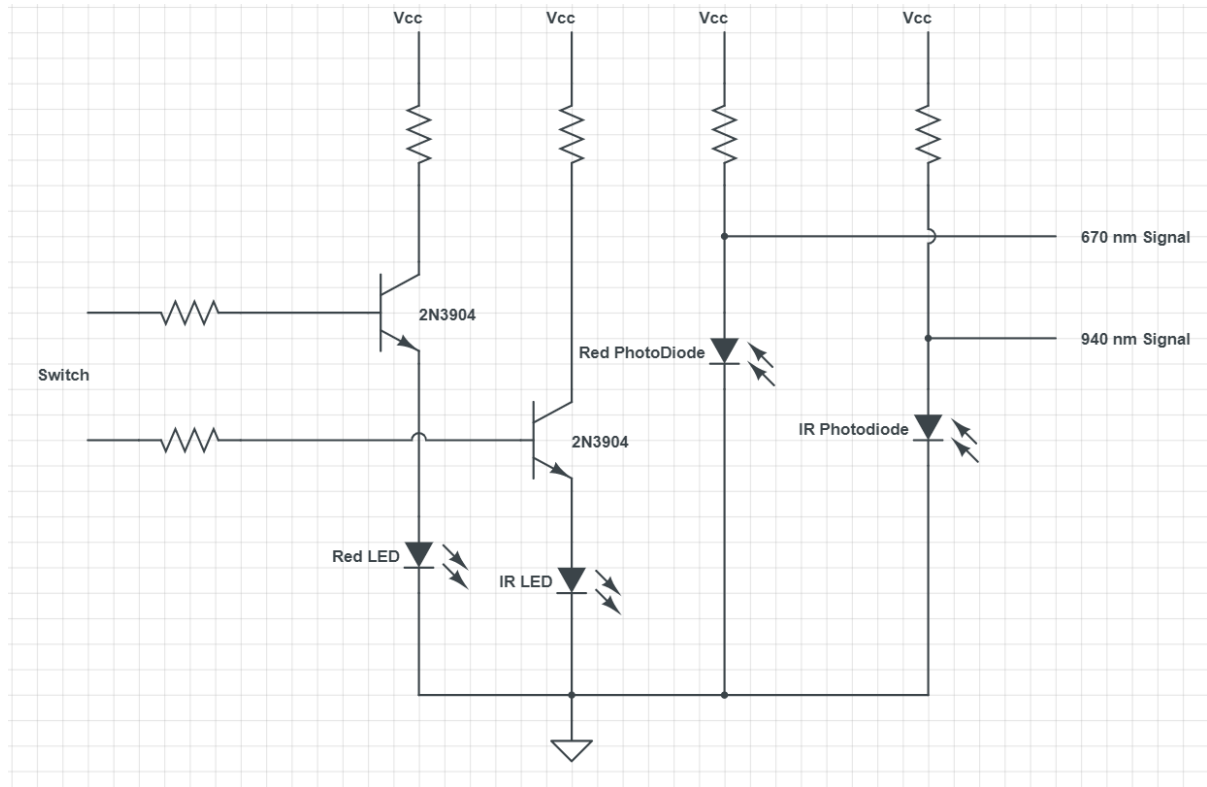 Vcc
Vcc
Vcc
Vcc
670 nm Signal
2N3904
940 nm Signal
Red PhotoDiode
Switch
IR Photodiode
2N3904
Red LED
IR LED